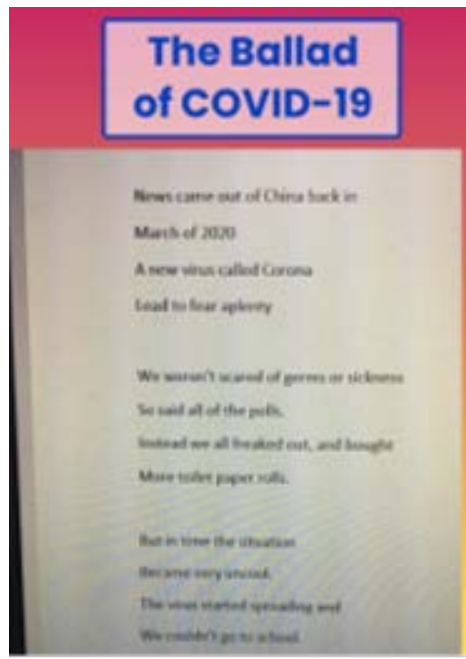 The Ballad
of COVID-19
News came out of China back in
March of 2020
A new virus called Corona
Lead to fear aplenty
We weren't scared of germs or sickness
So said all of the polls.
Instead we all freaked out, and bought
More toilet paper rolls.
But in time the situation
Became very uncool.
The virus started spreading and
We couldn't go to school.